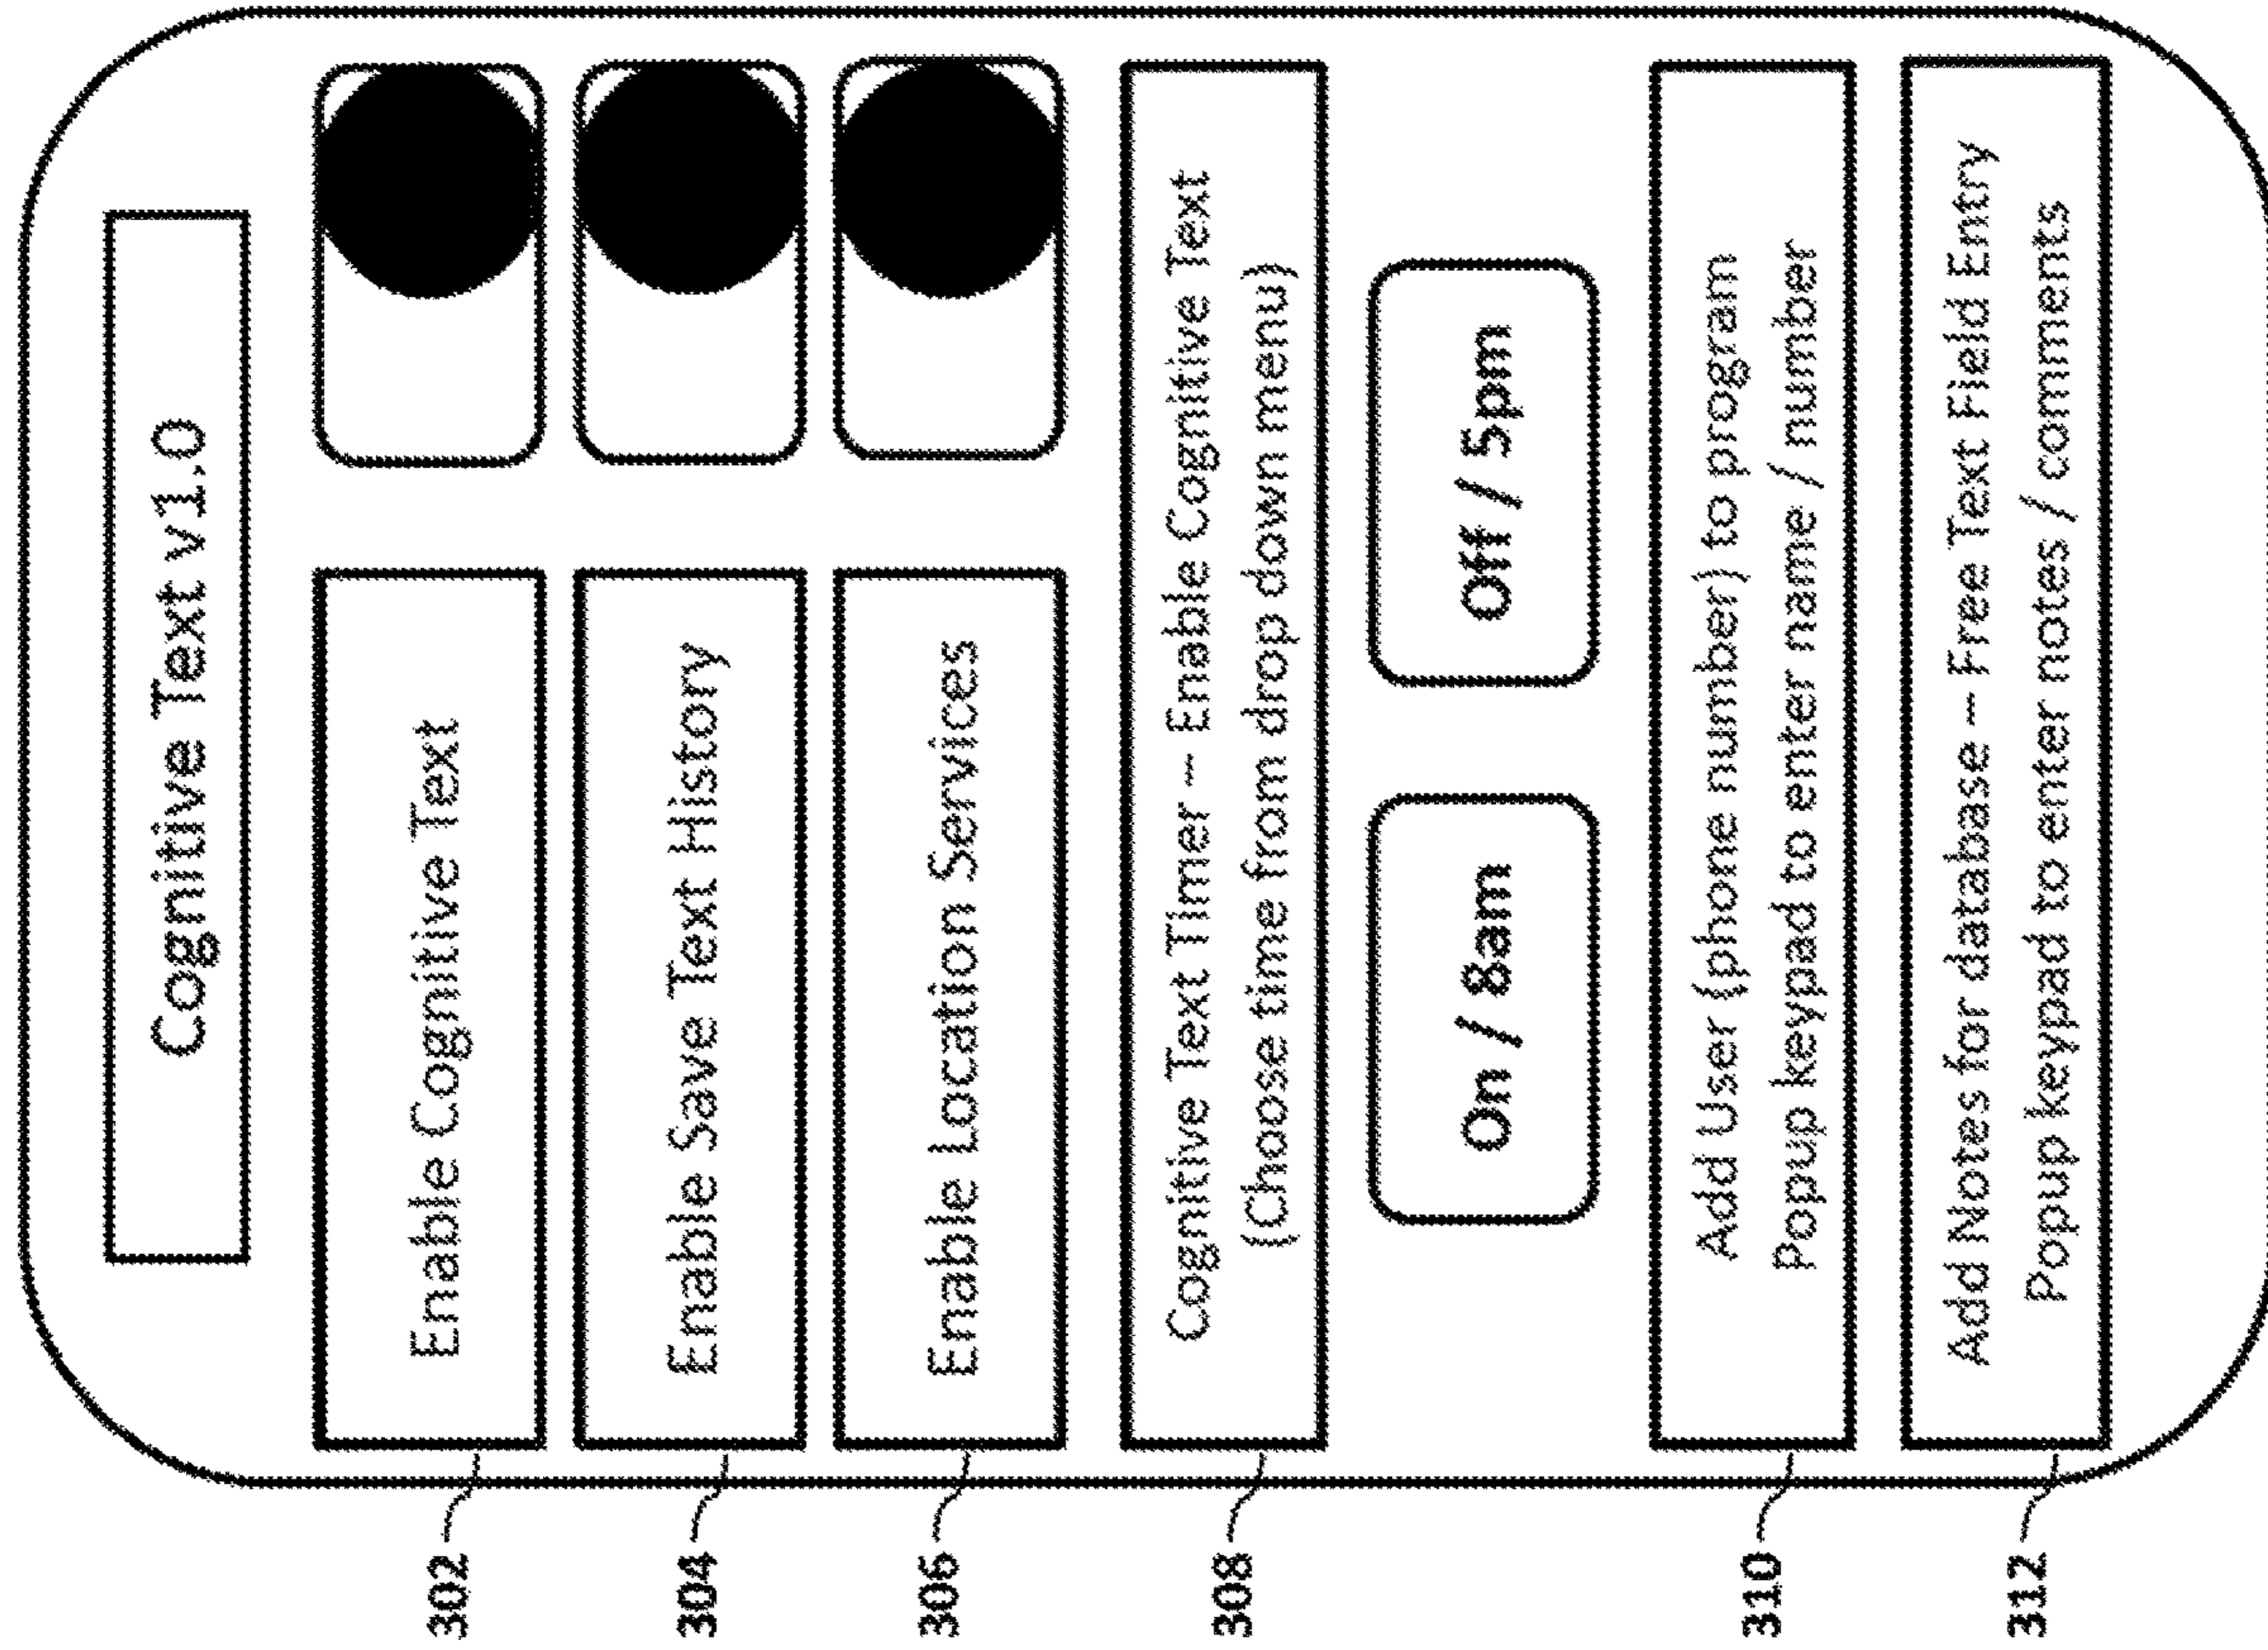 Cognitive Text v1.0
302
Enable Cognitive Text
304
Enable Save Text History
306
Enable Location Services
308
Cognitive Text Timer – Enable Cognitive Text
(Choose time from drop down menu)
On / 8am
Off / 5pm
310
Add User (phone number) to program
Popup keypad to enter name / number
312
Add Notes for database – Free Text Field Entry
Popup keypad to enter notes / comments